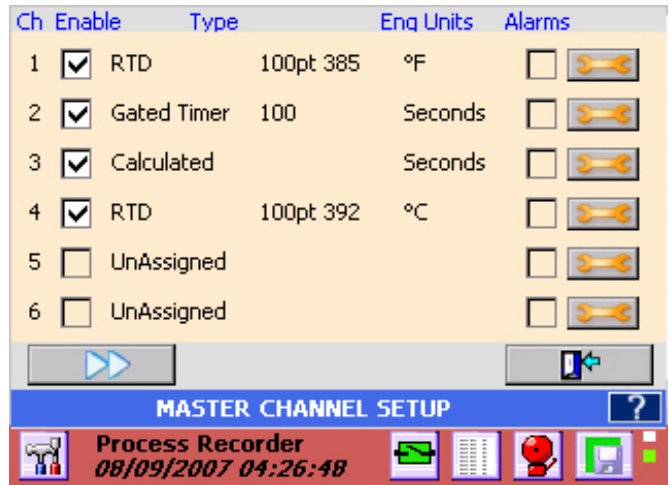 Ch Enable Type Eng Units Alarms
1 RTD 100pt 385 °F
2 Gated Timer 100 Seconds
3 Calculated Seconds
4 RTD 100pt 392 °C
5 UnAssigned
6 UnAssigned
MASTER CHANNEL SETUP ?
Process Recorder
08/09/2007 04:26:48